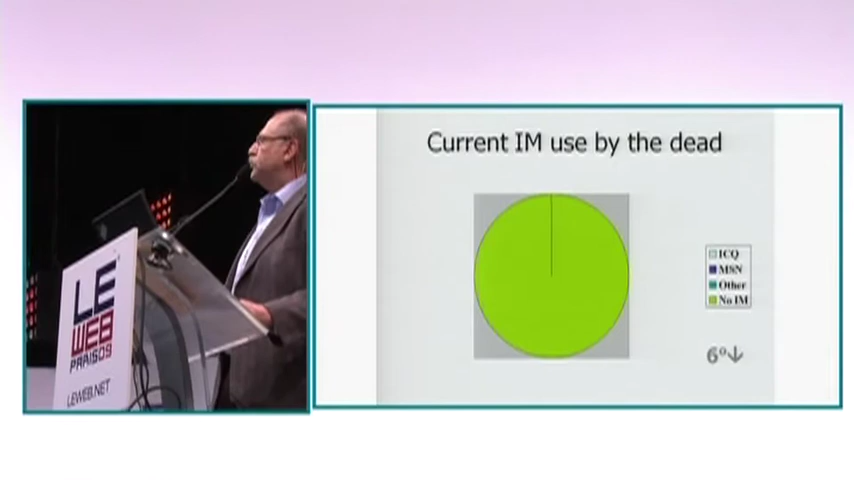 Current IM use by the dead
ICQ
MSN
Other
No IM
6°↓
LE
WEB
PARIS09
LEWEB.NET